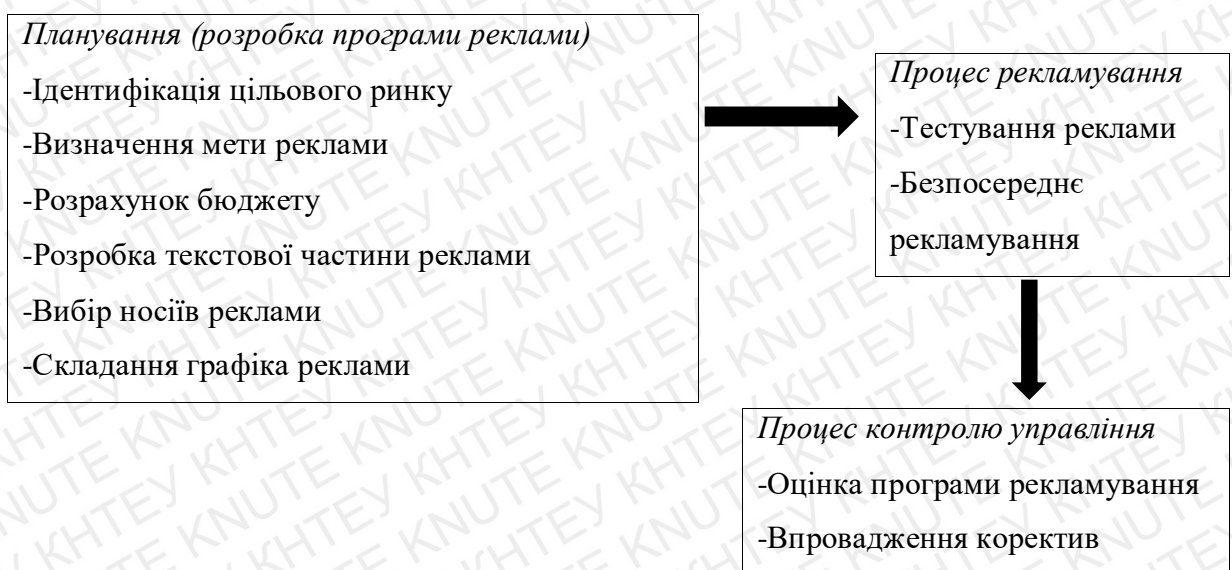 Планування (розробка програми реклами)
-Ідентифікація цільового ринку
-Визначення мети реклами
-Розрахунок бюджету
-Розробка текстової частини реклами
-Вибір носіїв реклами
-Складання графіка реклами
Процес рекламування
-Тестування реклами
-Безпосереднє
рекламування
Процес контролю управління
-Оцінка програми рекламування
-Впровадження коректив